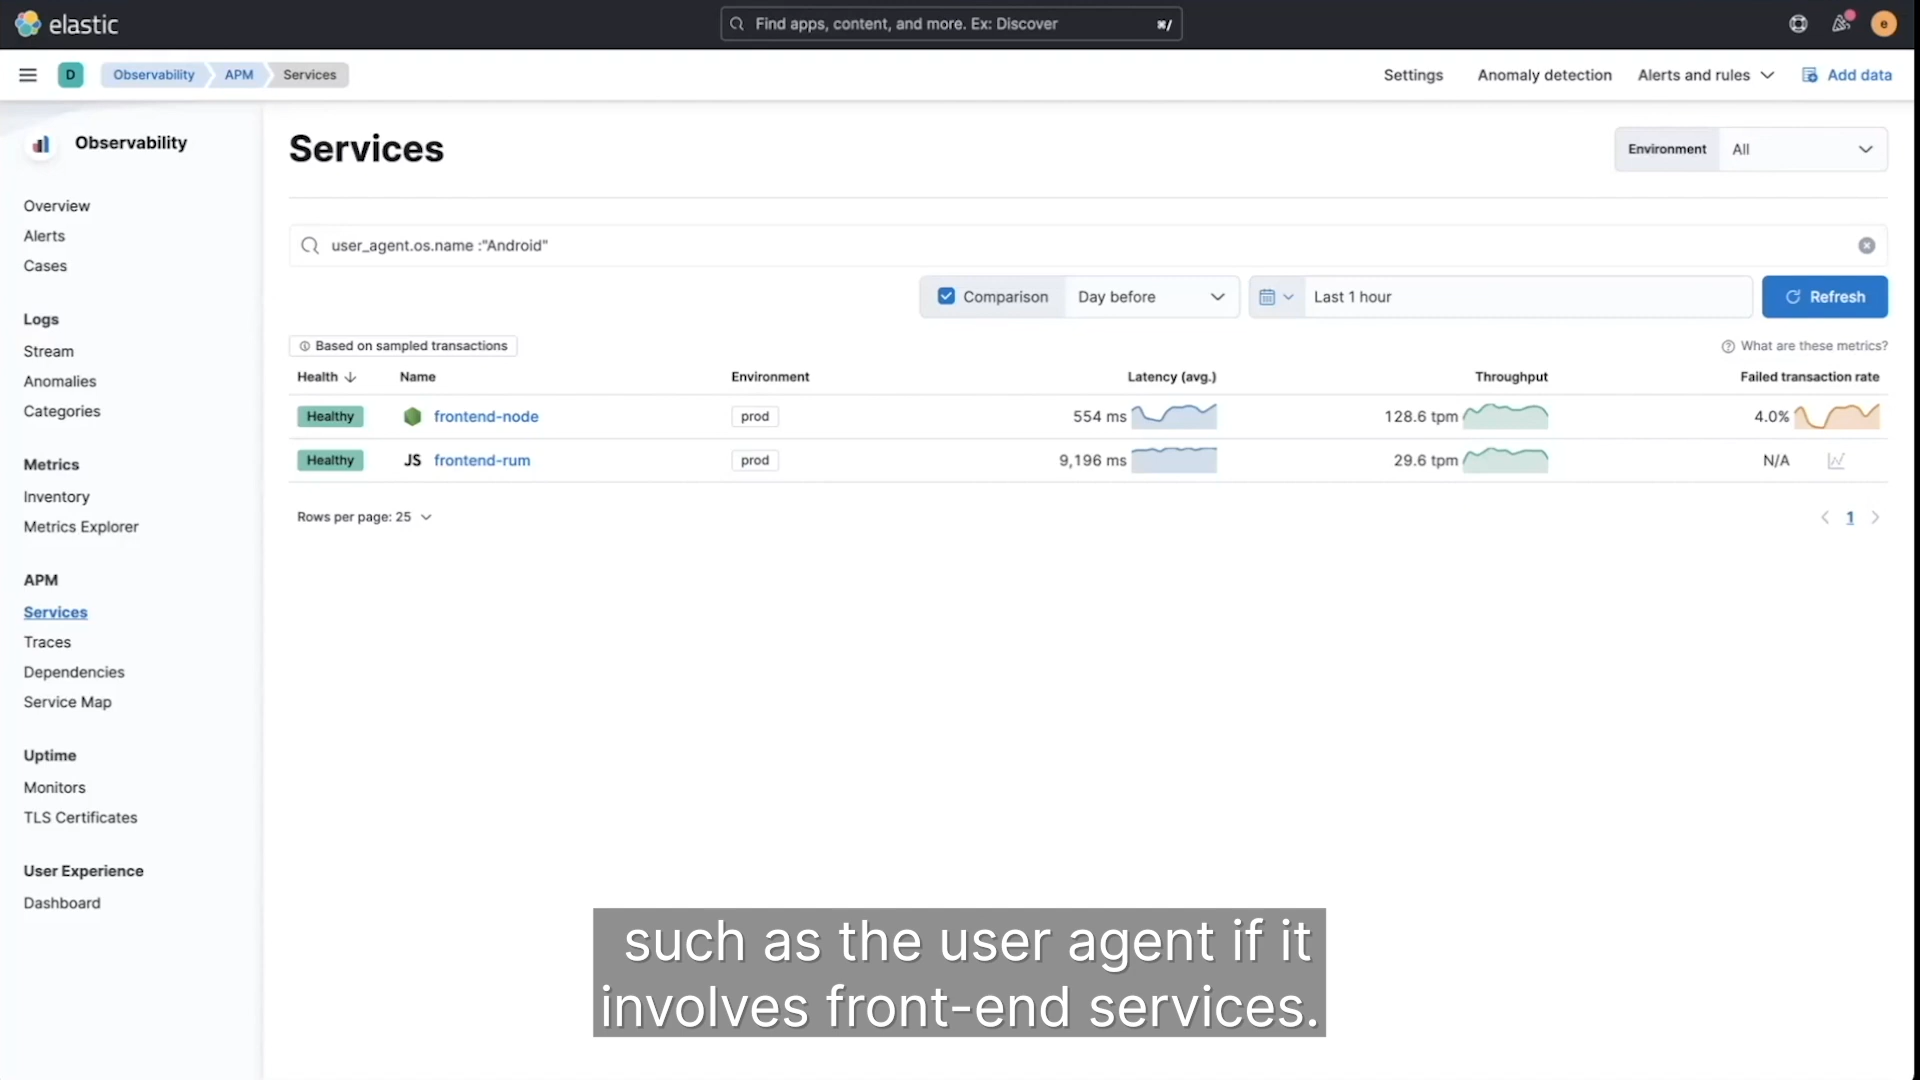 elastic
Find apps, content, and more. Ex: Discover ⌘/
e
D Observability APM Services
Settings Anomaly detection Alerts and rules Add data
Observability
Overview
Alerts
Cases
Logs
Stream
Anomalies
Categories
Metrics
Inventory
Metrics Explorer
APM
Services
Traces
Dependencies
Service Map
Uptime
Monitors
TLS Certificates
User Experience
Dashboard
Services
Environment All
user_agent.os.name :"Android"
Comparison Day before Last 1 hour Refresh
Based on sampled transactions What are these metrics?
Health Name Environment Latency (avg.) Throughput Failed transaction rate
Healthy frontend-node prod 554 ms 128.6 tpm 4.0%
Healthy JS frontend-rum prod 9,196 ms 29.6 tpm N/A
Rows per page: 25 1
such as the user agent if it
involves front-end services.